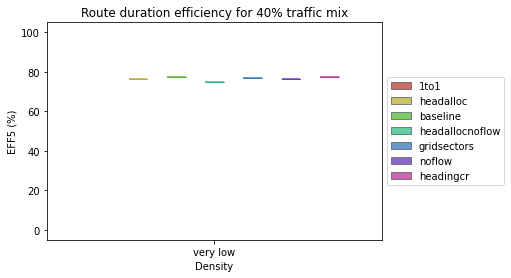 Route duration efficiency for 40% traffic mix
100
80
60
40
20
0
EFF5 (%)
very low
Density
1to1
headalloc
baseline
headallocnoflow
gridsectors
noflow
headingcr